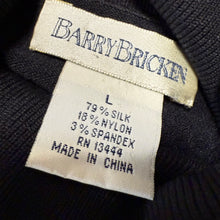 BARRY BRICKEN
L
79% SILK
18% NYLON
3% SPANDEX
RN 13444
MADE IN CHINA